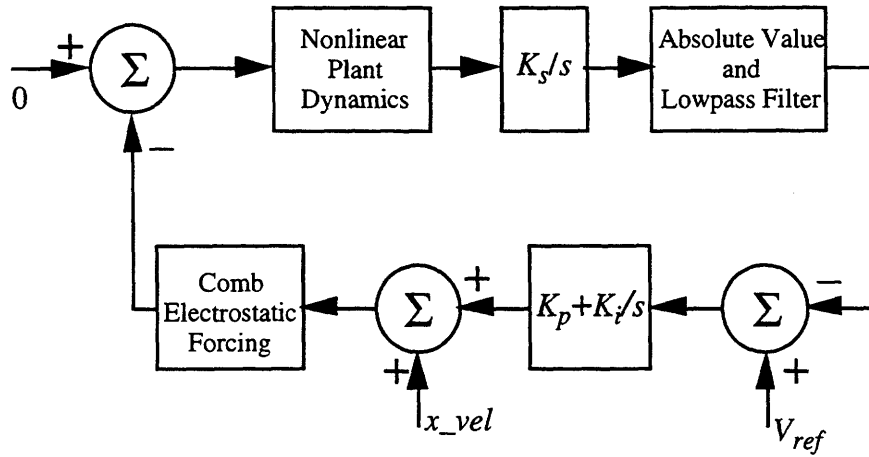 +
0
Σ
−
Nonlinear
Plant
Dynamics
K_s/s
Absolute Value
and
Lowpass Filter
Comb
Electrostatic
Forcing
+
Σ
+
x_vel
K_p+K_i/s
−
Σ
+
V_ref